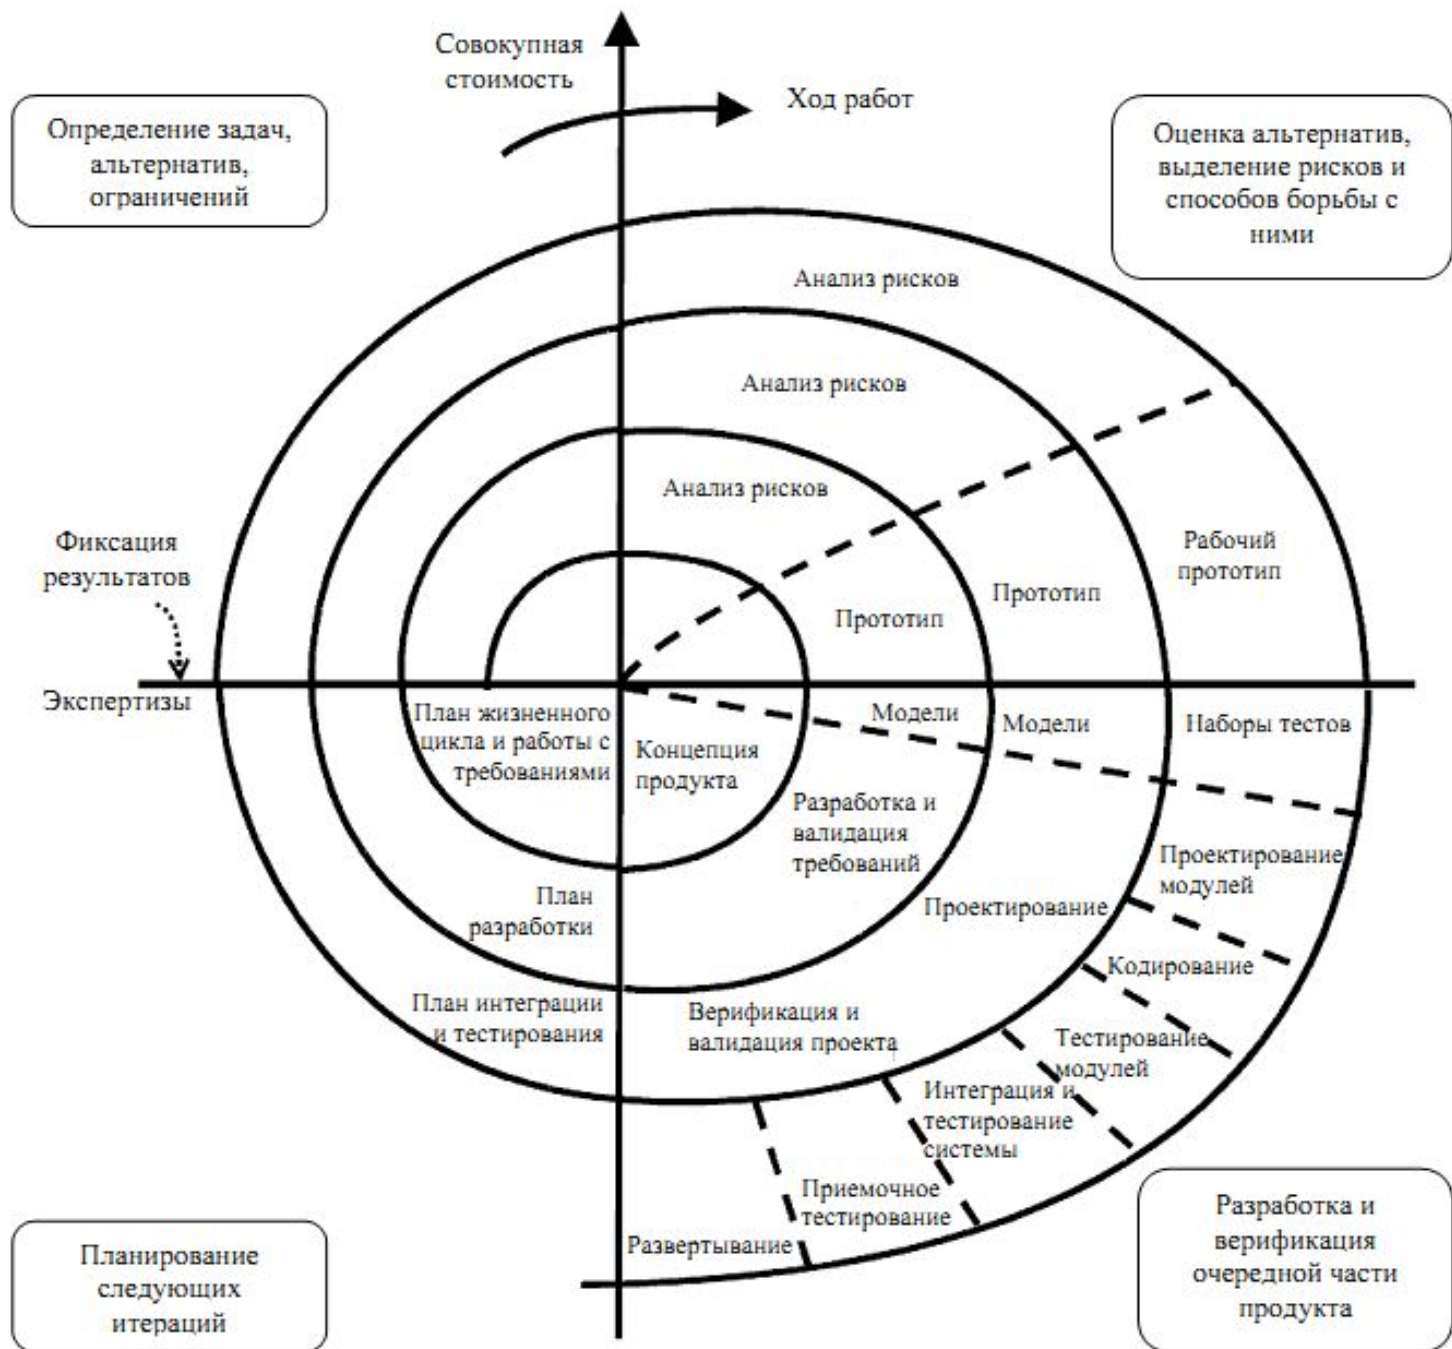 Совокупная
стоимость
Ход работ
Определение задач,
альтернатив,
ограничений
Оценка альтернатив,
выделение рисков и
способов борьбы с
ними
Анализ рисков
Анализ рисков
Анализ рисков
Фиксация
результатов
Рабочий
прототип
Прототип
Прототип
Экспертизы
План жизненного
цикла и работы с
требованиями
Концепция
продукта
Модели
Модели
Наборы тестов
Разработка и
валидация
требований
Проектирование
модулей
План
разработки
Проектирование
Кодирование
План интеграции
и тестирования
Верификация и
валидация проекта
Тестирование
модулей
Интеграция и
тестирование
системы
Приемочное
тестирование
Развертывание
Планирование
следующих
итераций
Разработка и
верификация
очередной части
продукта